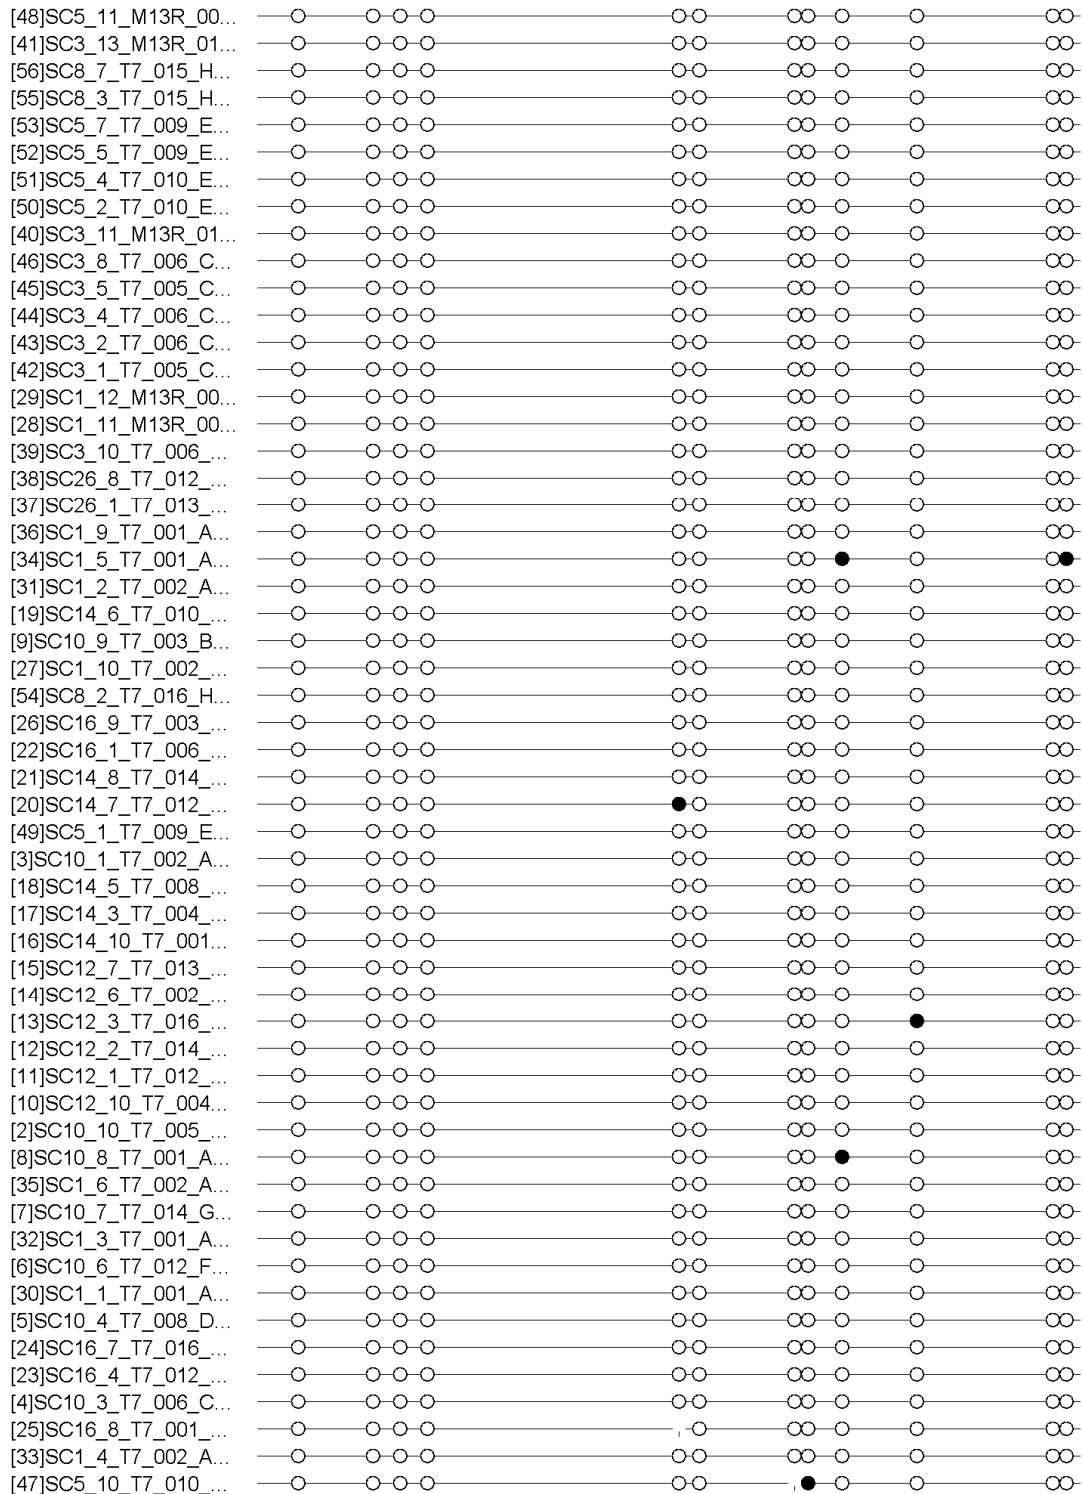 [48]SC5_11_M13R_00...
[41]SC3_13_M13R_01...
[56]SC8_7_T7_015_H...
[55]SC8_3_T7_015_H...
[53]SC5_7_T7_009_E...
[52]SC5_5_T7_009_E...
[51]SC5_4_T7_010_E...
[50]SC5_2_T7_010_E...
[40]SC3_11_M13R_01...
[46]SC3_8_T7_006_C...
[45]SC3_5_T7_005_C...
[44]SC3_4_T7_006_C...
[43]SC3_2_T7_006_C...
[42]SC3_1_T7_005_C...
[29]SC1_12_M13R_00...
[28]SC1_11_M13R_00...
[39]SC3_10_T7_006_...
[38]SC26_8_T7_012_...
[37]SC26_1_T7_013_...
[36]SC1_9_T7_001_A...
[34]SC1_5_T7_001_A...
[31]SC1_2_T7_002_A...
[19]SC14_6_T7_010_...
[9]SC10_9_T7_003_B...
[27]SC1_10_T7_002_...
[54]SC8_2_T7_016_H...
[26]SC16_9_T7_003_...
[22]SC16_1_T7_006_...
[21]SC14_8_T7_014_...
[20]SC14_7_T7_012_...
[49]SC5_1_T7_009_E...
[3]SC10_1_T7_002_A...
[18]SC14_5_T7_008_...
[17]SC14_3_T7_004_...
[16]SC14_10_T7_001...
[15]SC12_7_T7_013_...
[14]SC12_6_T7_002_...
[13]SC12_3_T7_016_...
[12]SC12_2_T7_014_...
[11]SC12_1_T7_012_...
[10]SC12_10_T7_004...
[2]SC10_10_T7_005_...
[8]SC10_8_T7_001_A...
[35]SC1_6_T7_002_A...
[7]SC10_7_T7_014_G...
[32]SC1_3_T7_001_A...
[6]SC10_6_T7_012_F...
[30]SC1_1_T7_001_A...
[5]SC10_4_T7_008_D...
[24]SC16_7_T7_016_...
[23]SC16_4_T7_012_...
[4]SC10_3_T7_006_C...
[25]SC16_8_T7_001_...
[33]SC1_4_T7_002_A...
[47]SC5_10_T7_010_...